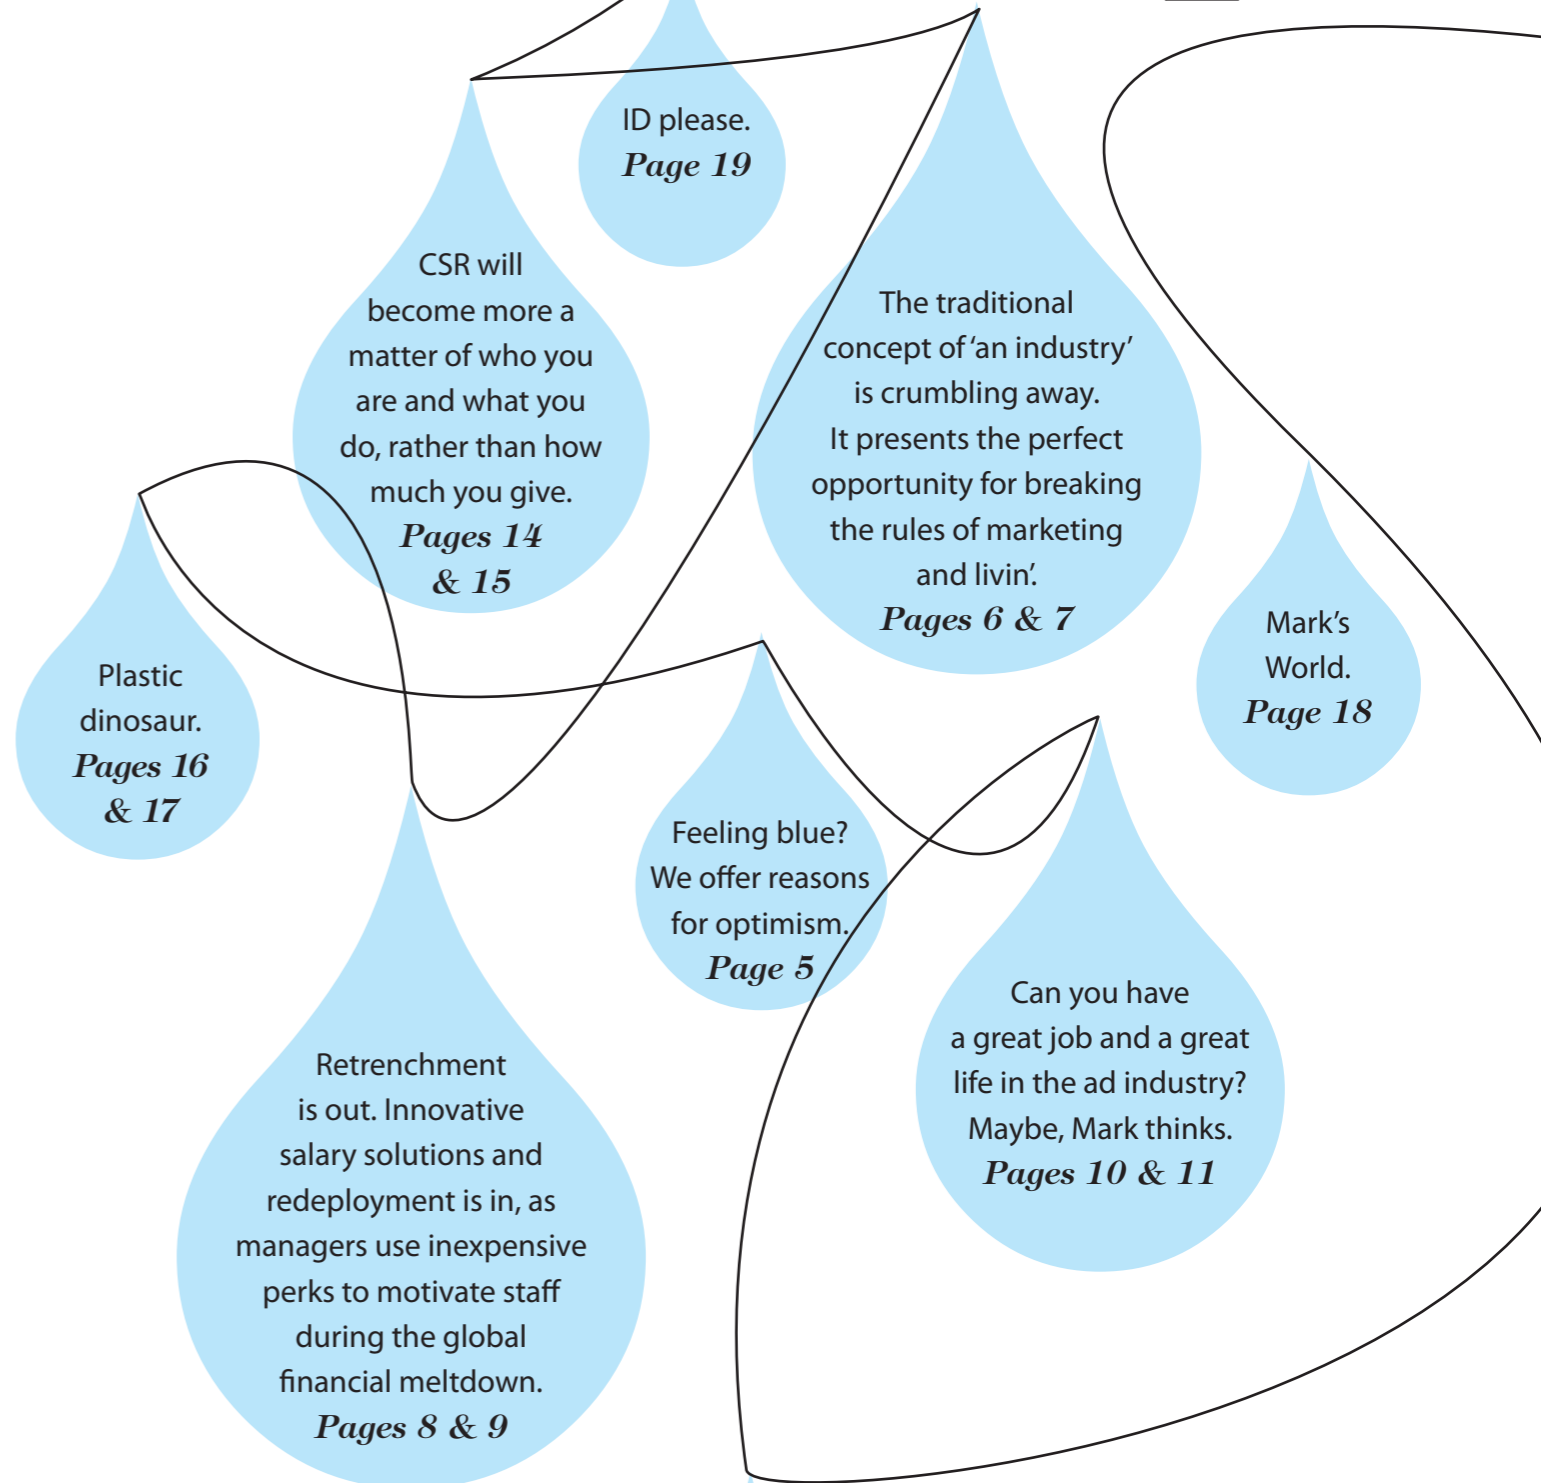 ID please.
Page 19
CSR will
become more a
matter of who you
are and what you
do, rather than how
much you give.
Pages 14
& 15
The traditional
concept of ‘an industry’
is crumbling away.
It presents the perfect
opportunity for breaking
the rules of marketing
and livin’.
Pages 6 & 7
Mark’s
World.
Page 18
Plastic
dinosaur.
Pages 16
& 17
Feeling blue?
We offer reasons
for optimism.
Page 5
Can you have
a great job and a great
life in the ad industry?
Maybe, Mark thinks.
Pages 10 & 11
Retrenchment
is out. Innovative
salary solutions and
redeployment is in, as
managers use inexpensive
perks to motivate staff
during the global
financial meltdown.
Pages 8 & 9